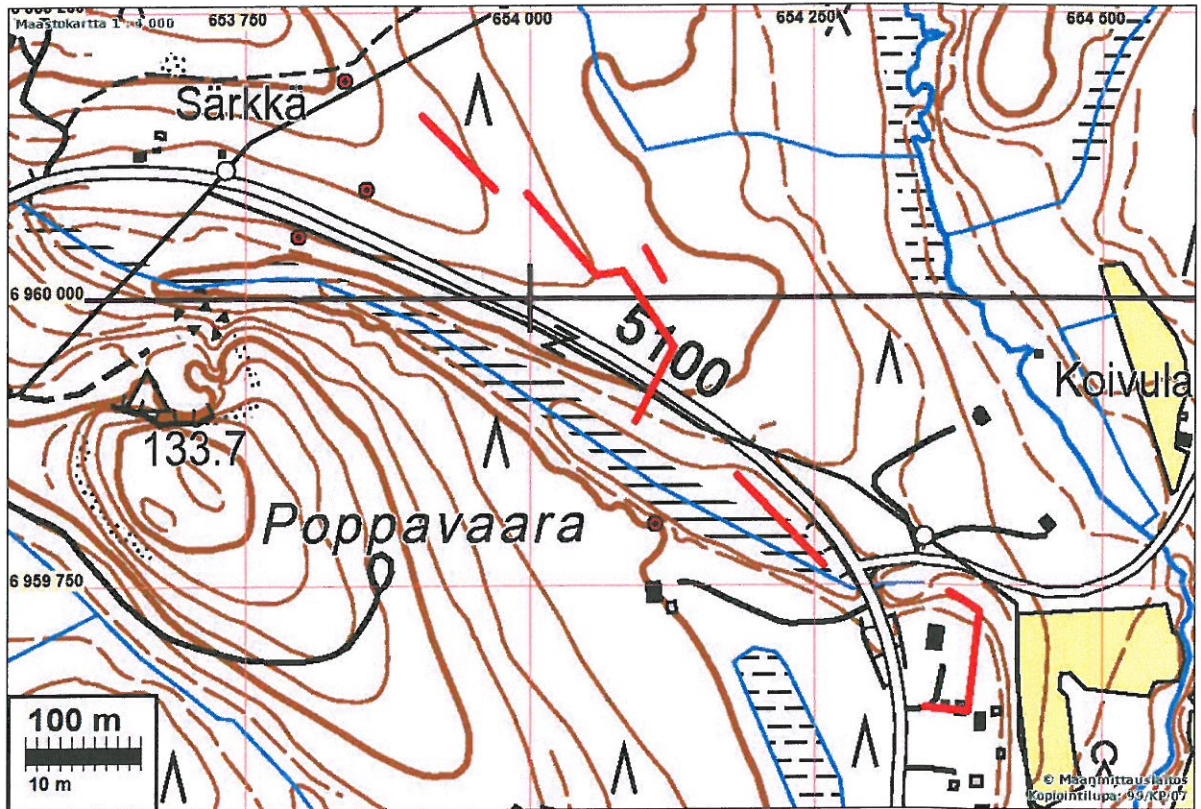 Maastokartta 1
653 750
654 000
654 250
654 500
Särkkä
6 960 000
5100
Koivula
133.7
Poppavaara
6 959 750
100 m
10 m
© Maanmittauslaitos
Kopiointilupa: 99/KP/07